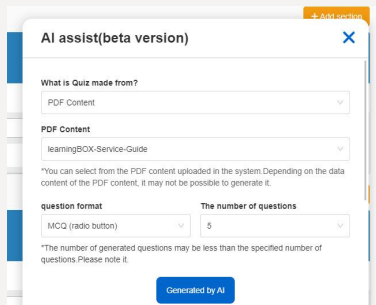 + Add section
AI assist(beta version)
What is Quiz made from?
PDF Content
PDF Content
learningBOX-Service-Guide
*You can select from the PDF content uploaded in the system.Depending on the data
content of the PDF content, it may not be possible to generate it.
question format
The number of questions
MCQ (radio button)
5
*The number of generated questions may be less than the specified number of
questions.Please note it.
Generated by AI